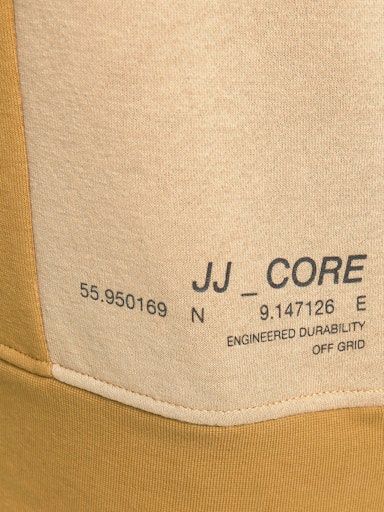 JJ _ CORE
55.950169 N 9.147126 E
ENGINEERED DURABILITY
OFF GRID